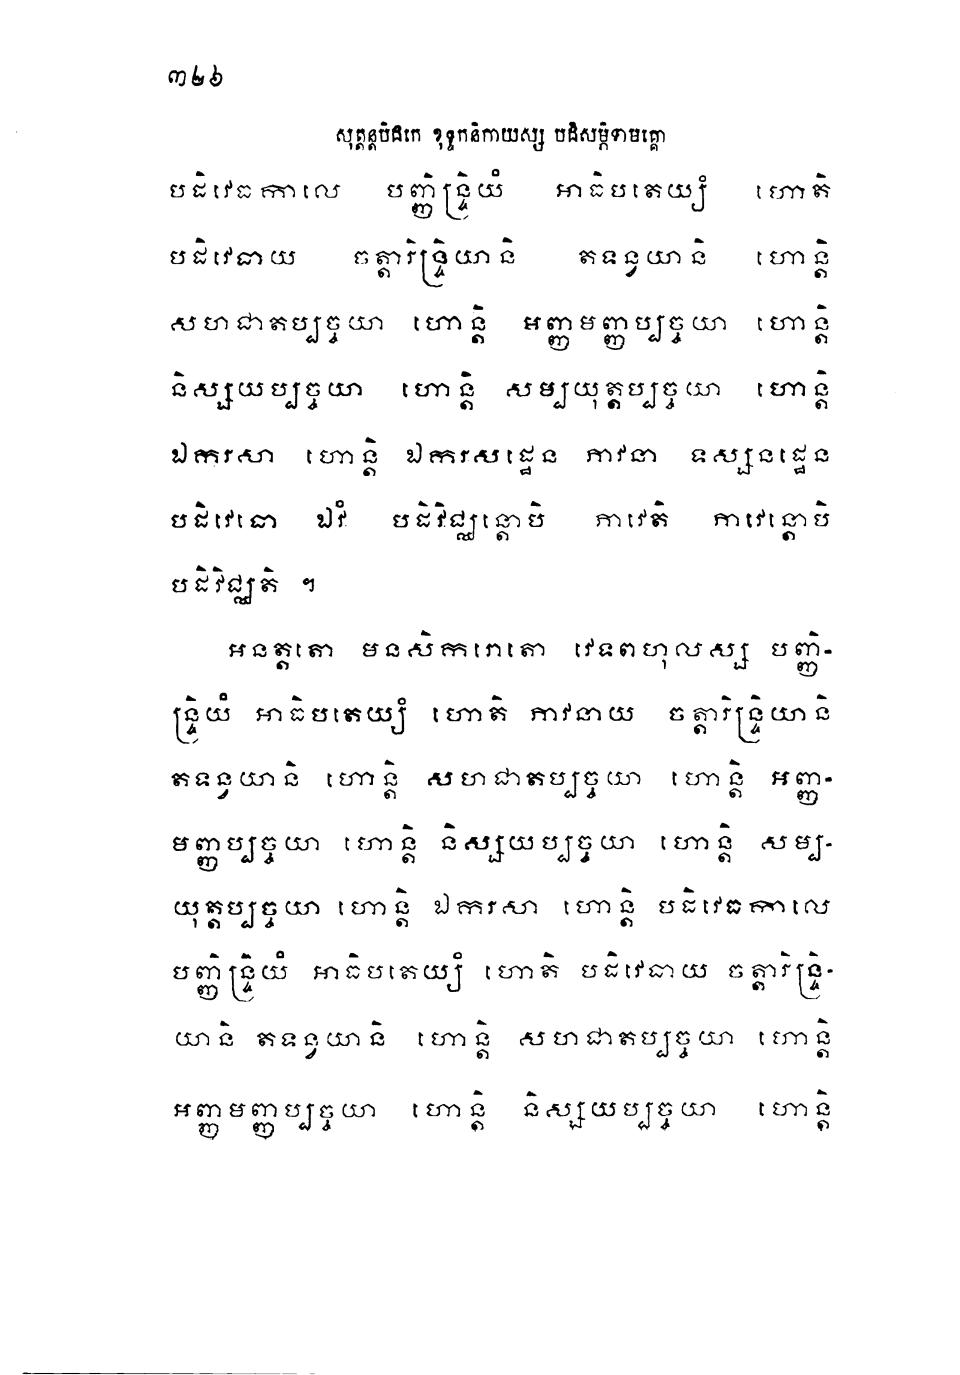 ៣២៦
សុត្តន្តបិដកេ ខុទ្ទកនិកាយស្ស បដិសម្ភិទាមគ្គោ
បដិវេធកាលេ បញ្ញិន្ទ្រិយំ អាធិបតេយ្យំ ហោតិ
បដិវេធាយ ចត្តារិន្ទ្រិយានិ តទន្វយានិ ហោន្តិ
សហជាតប្បច្ចយា ហោន្តិ អញ្ញមញ្ញប្បច្ចយា ហោន្តិ
និស្សយប្បច្ចយា ហោន្តិ សម្បយុត្តប្បច្ចយា ហោន្តិ
ឯករសា ហោន្តិ ឯករសដ្ឋេន ភាវនា ទស្សនដ្ឋេន
បដិវេធោ ឯវំ បដិវិជ្ឈន្តោបិ ភាវេតិ ភាវេន្តោបិ
បដិវិជ្ឈតិ ។
អនត្តតោ មនសិការោតោ វេទពហុលស្ស បញ្ញិ-
ន្ទ្រិយំ អាធិបតេយ្យំ ហោតិ ភាវនាយ ចត្តារិន្ទ្រិយានិ
តទន្វយានិ ហោន្តិ សហជាតប្បច្ចយា ហោន្តិ អញ្ញ-
មញ្ញប្បច្ចយា ហោន្តិ និស្សយប្បច្ចយា ហោន្តិ សម្ប-
យុត្តប្បច្ចយា ហោន្តិ ឯករសា ហោន្តិ បដិវេធកាលេ
បញ្ញិន្ទ្រិយំ អាធិបតេយ្យំ ហោតិ បដិវេធាយ ចត្តារិន្ទ្រិ-
យានិ តទន្វយានិ ហោន្តិ សហជាតប្បច្ចយា ហោន្តិ
អញ្ញមញ្ញប្បច្ចយា ហោន្តិ និស្សយប្បច្ចយា ហោន្តិ